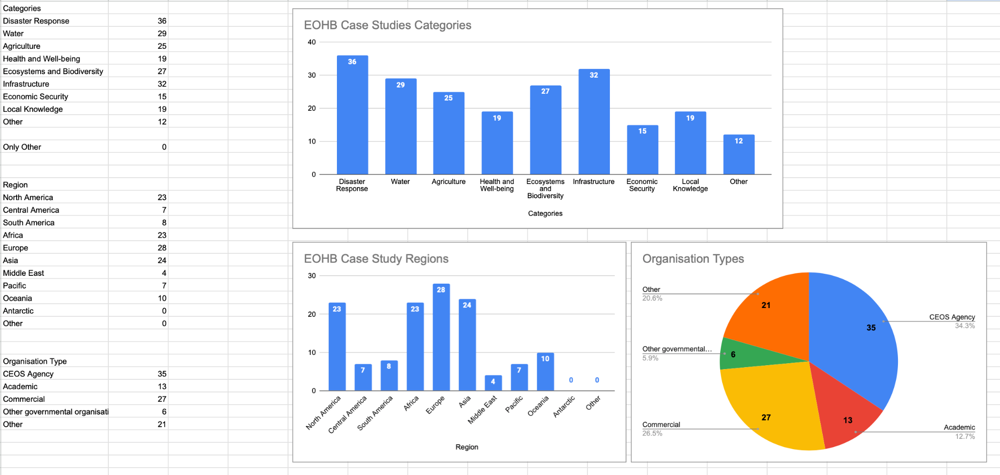 Categories
Disaster Response 36
Water 29
Agriculture 25
Health and Well-being 19
Ecosystems and Biodiversity 27
Infrastructure 32
Economic Security 15
Local Knowledge 19
Other 12
Only Other 0
Region
North America 23
Central America 7
South America 8
Africa 23
Europe 28
Asia 24
Middle East 4
Pacific 7
Oceania 10
Antarctic 0
Other 0
Organisation Type
CEOS Agency 35
Academic 13
Commercial 27
Other governmental organisati 6
Other 21
EOHB Case Studies Categories
40
30
20
10
0
36
29
25
19
27
32
15
19
12
Disaster
Response
Water
Agriculture
Health and
Well-being
Ecosystems
and
Biodiversity
Infrastructure
Economic
Security
Local
Knowledge
Other
Categories
EOHB Case Study Regions
30
20
10
0
23
7
8
23
28
24
4
7
10
0
0
North America
Central America
South America
Africa
Europe
Asia
Middle East
Pacific
Oceania
Antarctic
Other
Region
Organisation Types
Other
20.6%
21
Other governmental...
5.9%
6
Commercial
26.5%
27
CEOS Agency
34.3%
35
Academic
12.7%
13